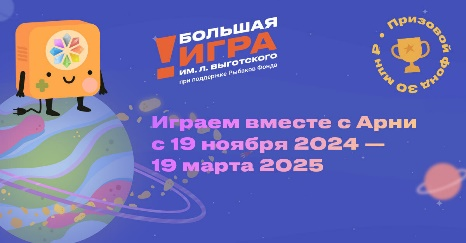 БОЛЬШАЯ
ИГРА
ИМ. Л. ВЫГОТСКОГО
при поддержке Рыбаков Фонда
Призовой фонд 30 млн ₽
Играем вместе с Арни
с 19 ноября 2024 —
19 марта 2025